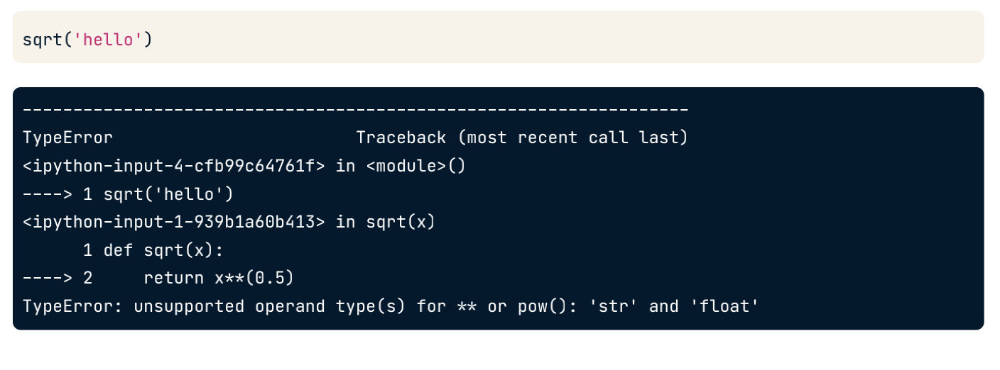 sqrt('hello')
------------------------------------------------------------------
TypeError                        Traceback (most recent call last)
<ipython-input-4-cfb99c64761f> in <module>()
----> 1 sqrt('hello')
<ipython-input-1-939b1a60b413> in sqrt(x)
      1 def sqrt(x):
----> 2     return x**(0.5)
TypeError: unsupported operand type(s) for ** or pow(): 'str' and 'float'